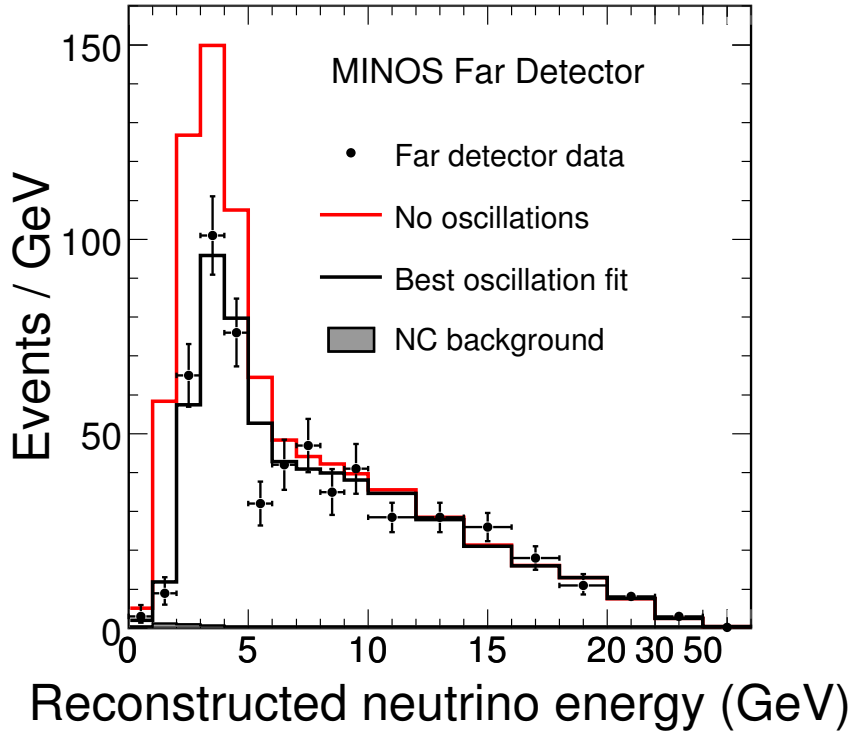 150
100
50
0
Events / GeV
MINOS Far Detector
Far detector data
No oscillations
Best oscillation fit
NC background
0 5 10 15 20 30 50
Reconstructed neutrino energy (GeV)